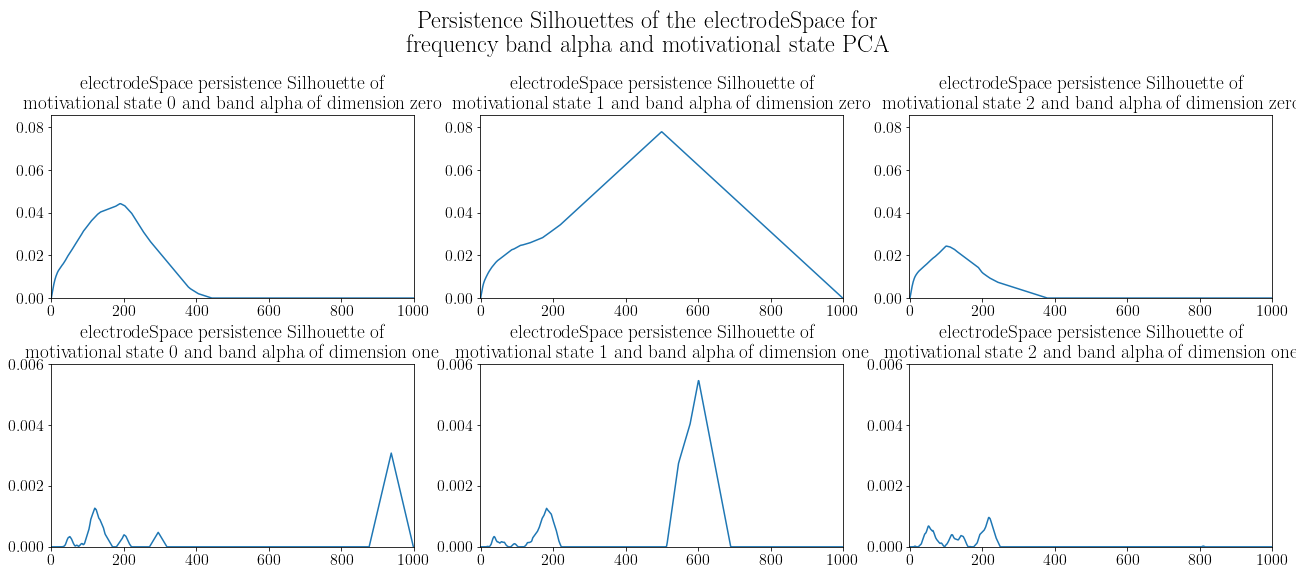 Persistence Silhouettes of the electrodeSpace for
frequency band alpha and motivational state PCA
electrodeSpace persistence Silhouette of
motivational state 0 and band alpha of dimension zero
0.08
0.06
0.04
0.02
0.00
0 200 400 600 800 1000
electrodeSpace persistence Silhouette of
motivational state 1 and band alpha of dimension zero
0.08
0.06
0.04
0.02
0.00
0 200 400 600 800 1000
electrodeSpace persistence Silhouette of
motivational state 2 and band alpha of dimension zero
0.08
0.06
0.04
0.02
0.00
0 200 400 600 800 1000
electrodeSpace persistence Silhouette of
motivational state 0 and band alpha of dimension one
0.006
0.004
0.002
0.000
0 200 400 600 800 1000
electrodeSpace persistence Silhouette of
motivational state 1 and band alpha of dimension one
0.006
0.004
0.002
0.000
0 200 400 600 800 1000
electrodeSpace persistence Silhouette of
motivational state 2 and band alpha of dimension one
0.006
0.004
0.002
0.000
0 200 400 600 800 1000